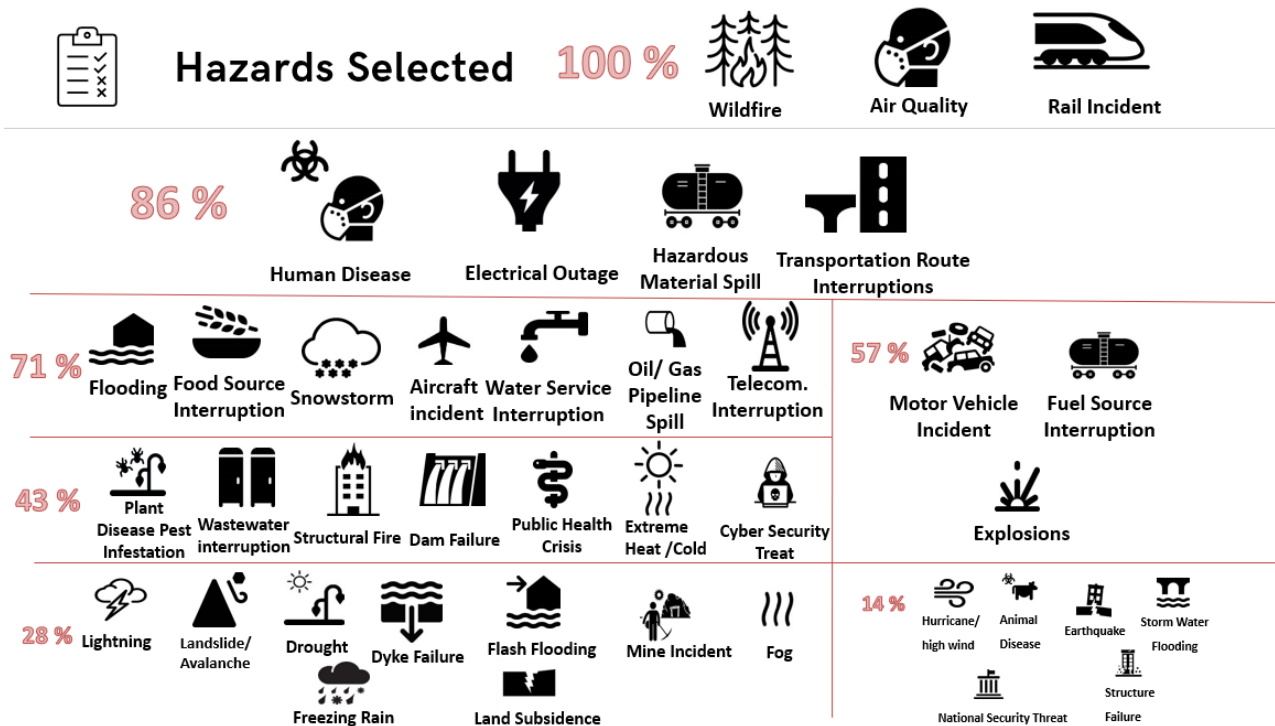 Hazards Selected
100 %
Wildfire
Air Quality
Rail Incident
86 %
Human Disease
Electrical Outage
Hazardous
Material Spill
Transportation Route
Interruptions
71 %
Flooding
Food Source
Interruption
Snowstorm
Aircraft
incident
Water Service
Interruption
Oil/ Gas
Pipeline
Spill
Telecom.
Interruption
57 %
Motor Vehicle
Incident
Fuel Source
Interruption
Explosions
43 %
Plant
Disease Pest
Infestation
Wastewater
interruption
Structural Fire
Dam Failure
Public Health
Crisis
Extreme
Heat /Cold
Cyber Security
Treat
28 %
Lightning
Landslide/
Avalanche
Drought
Dyke Failure
Flash Flooding
Mine Incident
Fog
Freezing Rain
Land Subsidence
14 %
Hurricane/
high wind
Animal
Disease
Earthquake
Storm Water
Flooding
National Security Threat
Structure
Failure